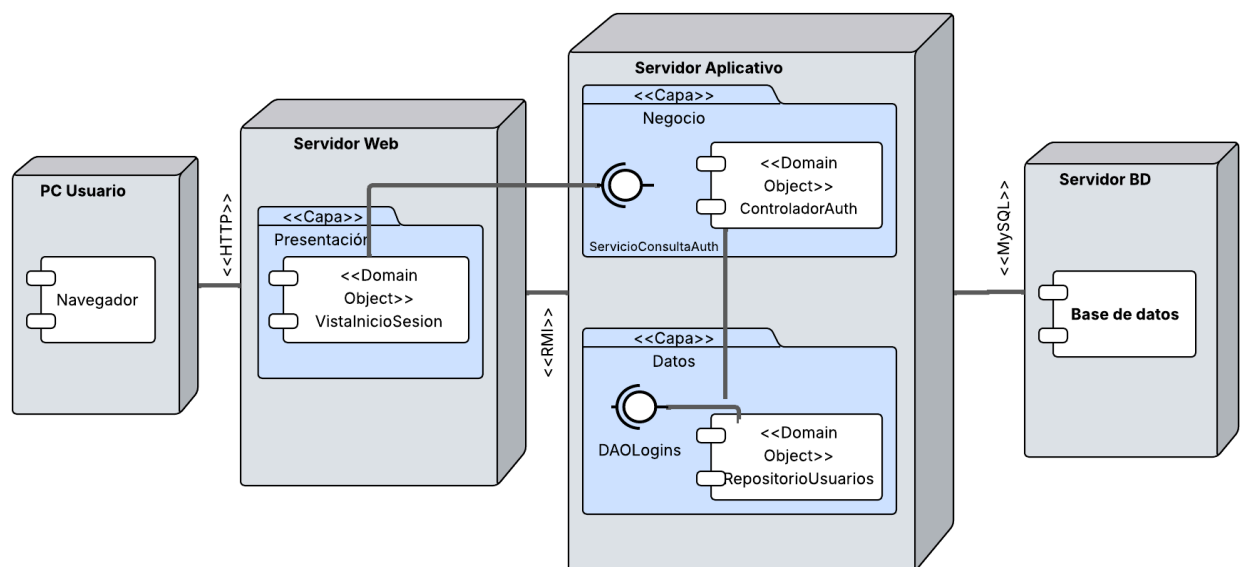 PC Usuario
Navegador
<<HTTP>>
Servidor Web
<<Capa>>
Presentación
<<Domain
Object>>
VistaInicioSesion
<<RMI>>
Servidor Aplicativo
<<Capa>>
Negocio
ServicioConsultaAuth
<<Domain
Object>>
ControladorAuth
<<Capa>>
Datos
DAOLogins
<<Domain
Object>>
RepositorioUsuarios
<<MySQL>>
Servidor BD
Base de datos